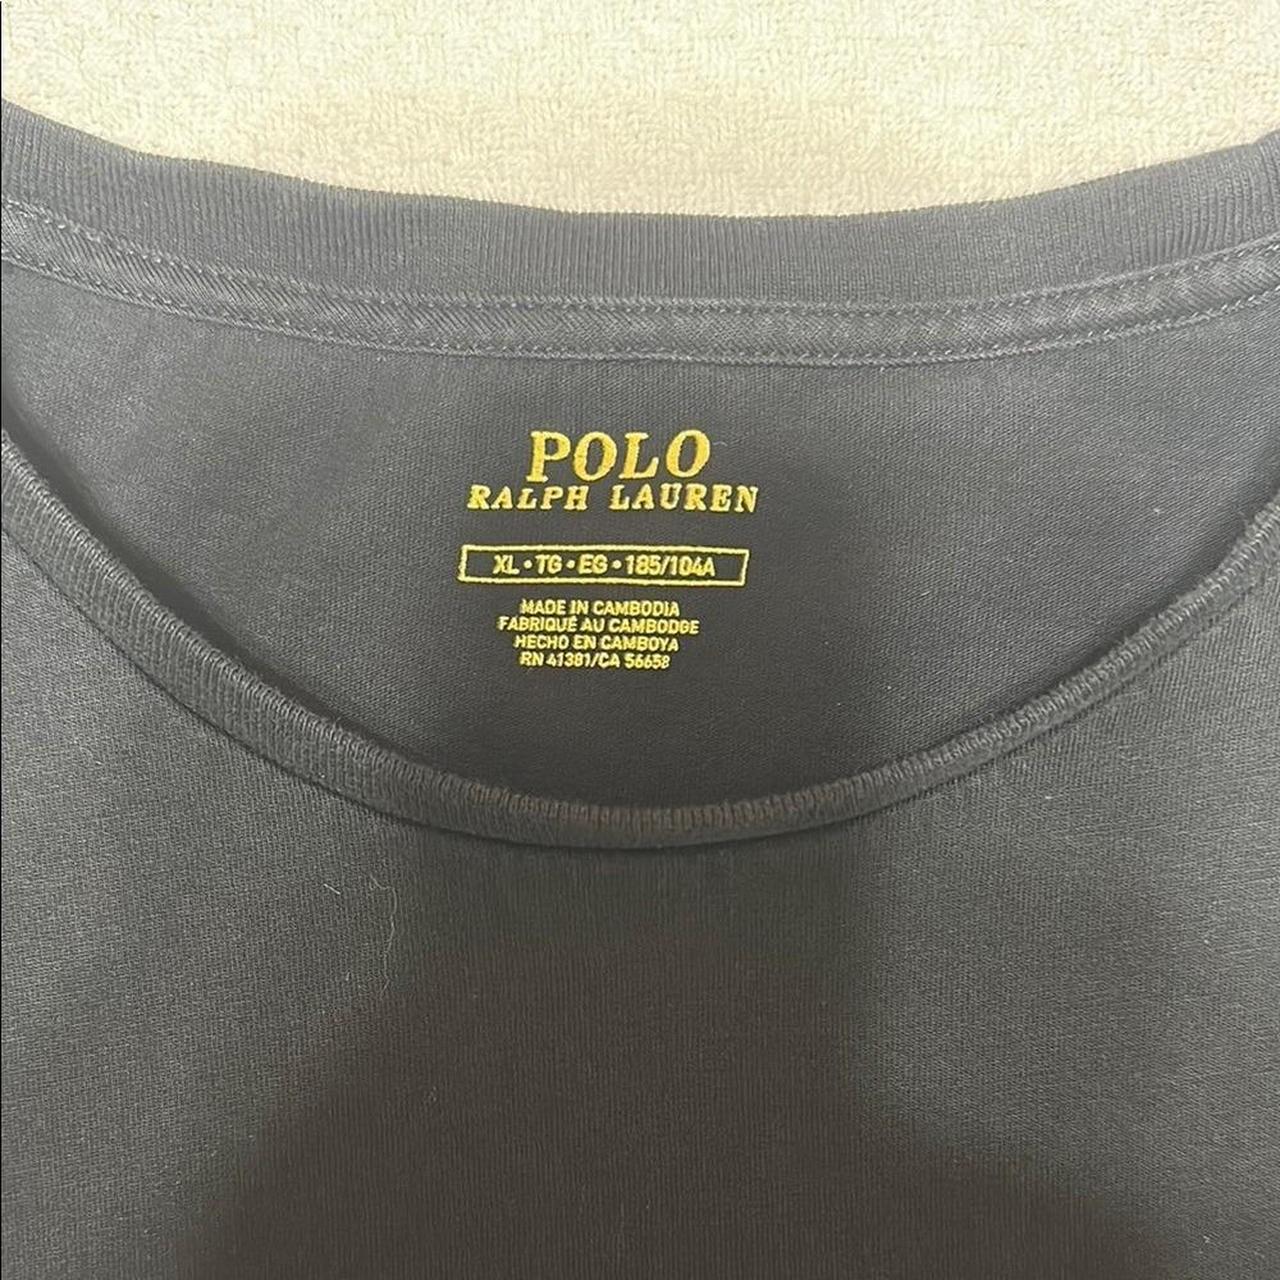 POLO
RALPH LAUREN
XL • TG • EG • 185/104A
MADE IN CAMBODIA
FABRIQUÉ AU CAMBODGE
HECHO EN CAMBOYA
RN 41381/CA 56658